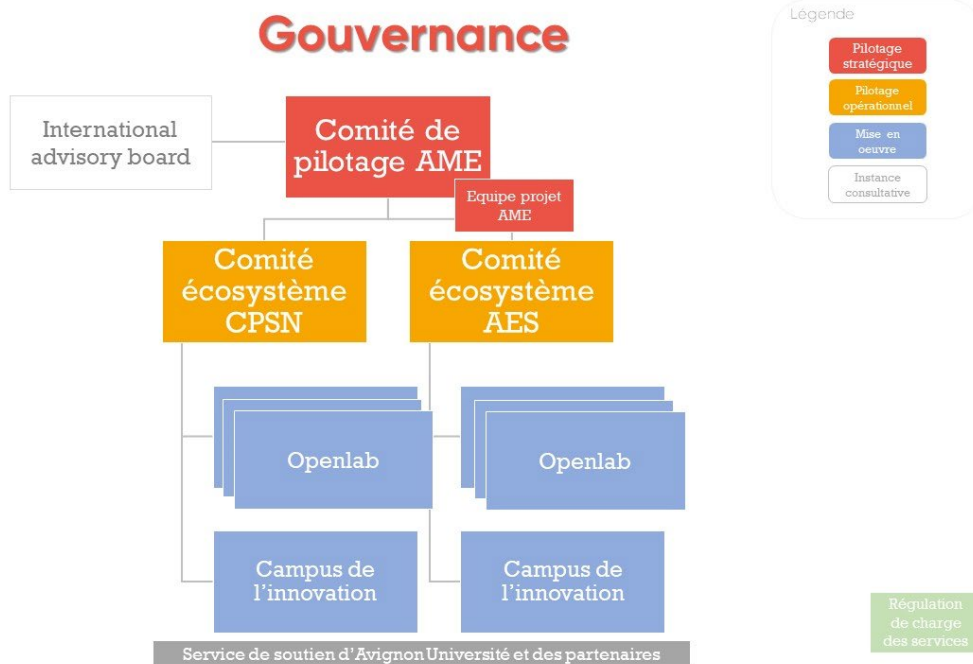 Gouvernance
Légende
Pilotage
stratégique
Pilotage
opérationnel
Mise en
oeuvre
Instance
consultative
International
advisory board
Comité de
pilotage AME
Equipe projet
AME
Comité
écosystème
CPSN
Comité
écosystème
AES
Openlab
Openlab
Campus de
l'innovation
Campus de
l'innovation
Régulation
de charge
des services
Service de soutien d'Avignon Université et des partenaires